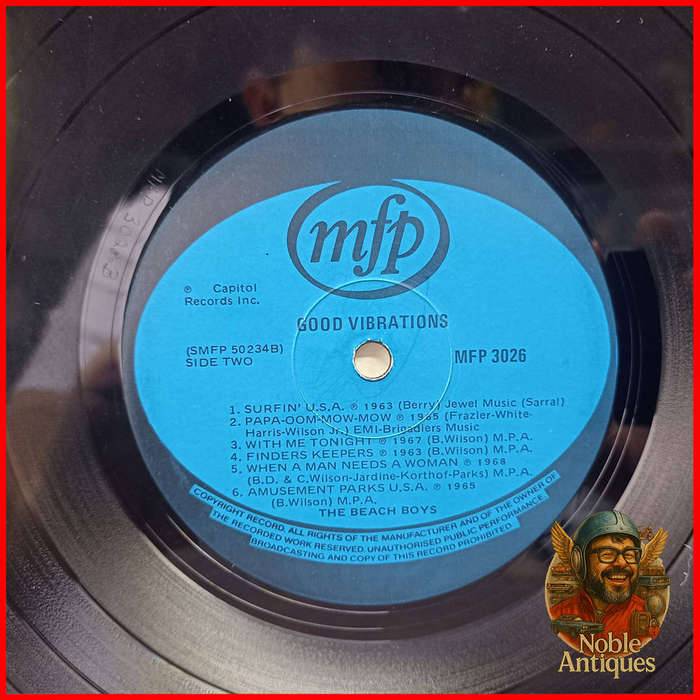 mfp
℗ Capitol
Records Inc.
GOOD VIBRATIONS
(SMFP 50234B)
SIDE TWO
MFP 3026
1. SURFIN' U.S.A. ℗ 1963 (Berry) Jewel Music (Sarral)
2. PAPA-OOM-MOW-MOW ℗ 1965 (Frazier-White-
Harris-Wilson Jr.) EMI-Brigadiers Music
3. WITH ME TONIGHT ℗ 1967 (B.Wilson) M.P.A.
4. FINDERS KEEPERS ℗ 1963 (B.Wilson) M.P.A.
5. WHEN A MAN NEEDS A WOMAN ℗ 1968
(B.D. & C.Wilson-Jardine-Korthof-Parks) M.P.A.
6. AMUSEMENT PARKS U.S.A. ℗ 1965
(B.Wilson) M.P.A.
THE BEACH BOYS
COPYRIGHT RECORD. ALL RIGHTS OF THE MANUFACTURER AND OF THE OWNER OF
THE RECORDED WORK RESERVED. UNAUTHORISED PUBLIC PERFORMANCE,
BROADCASTING AND COPY OF THIS RECORD PROHIBITED.
Noble
Antiques